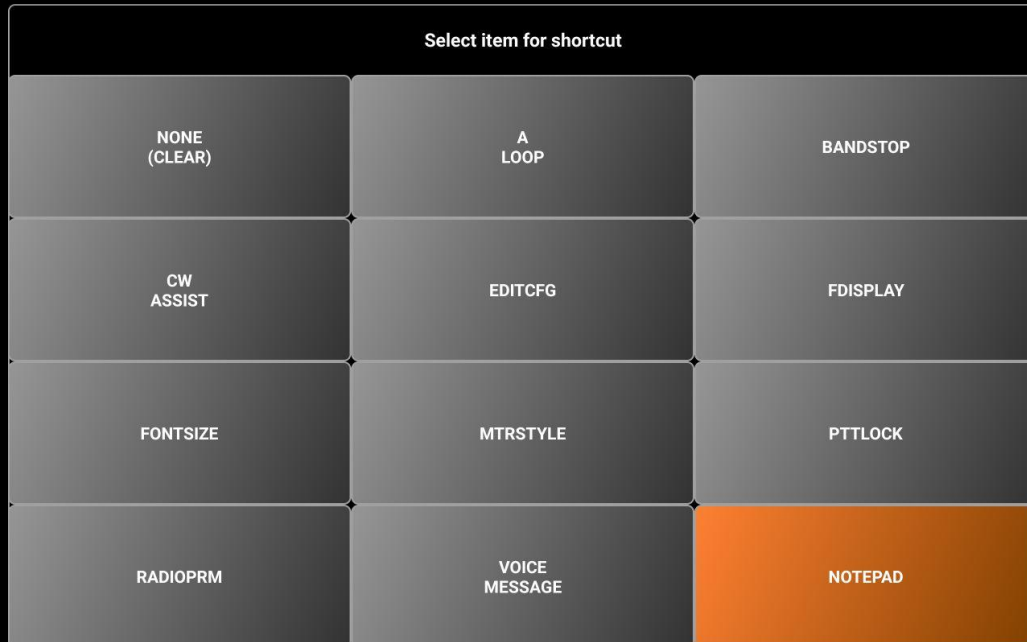 Select item for shortcut
NONE
(CLEAR)
A
LOOP
BANDSTOP
CW
ASSIST
EDITCFG
FDISPLAY
FONTSIZE
MTRSTYLE
PTTLOCK
RADIOPRM
VOICE
MESSAGE
NOTEPAD